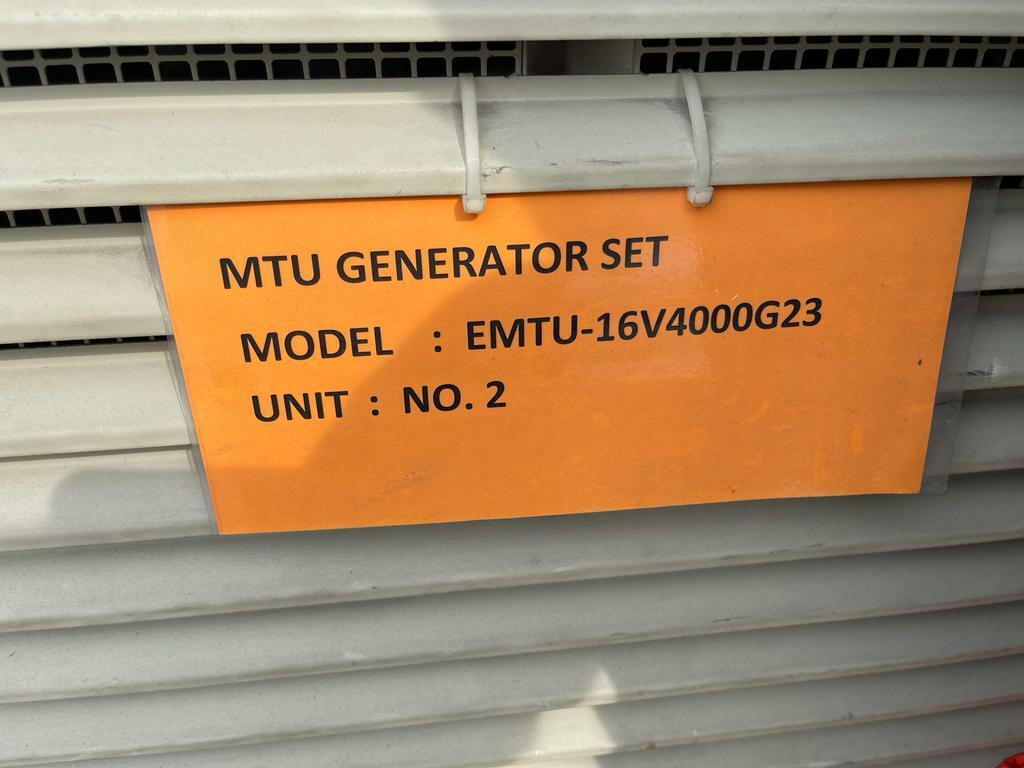 MTU GENERATOR SET
MODEL : EMTU-16V4000G23
UNIT : NO. 2